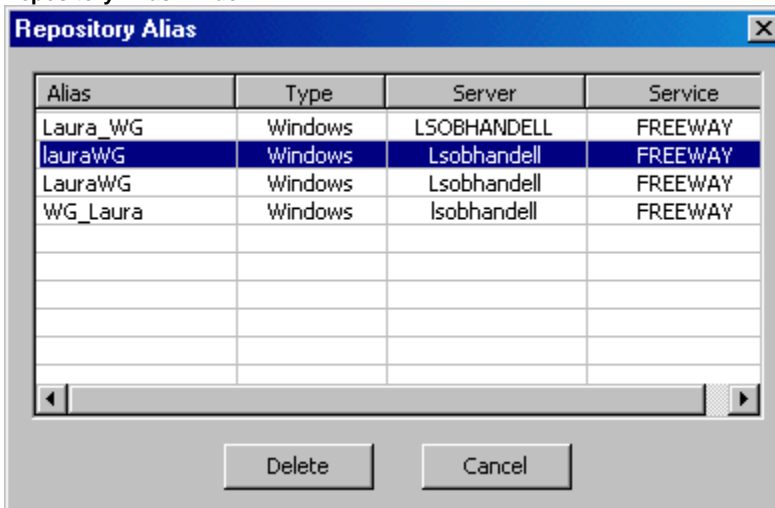 Repository Alias
Alias Type Server Service
Laura_WG Windows LSOBHANDELL FREEWAY
lauraWG Windows Lsobhandell FREEWAY
LauraWG Windows Lsobhandell FREEWAY
WG_Laura Windows lsobhandell FREEWAY
Delete Cancel